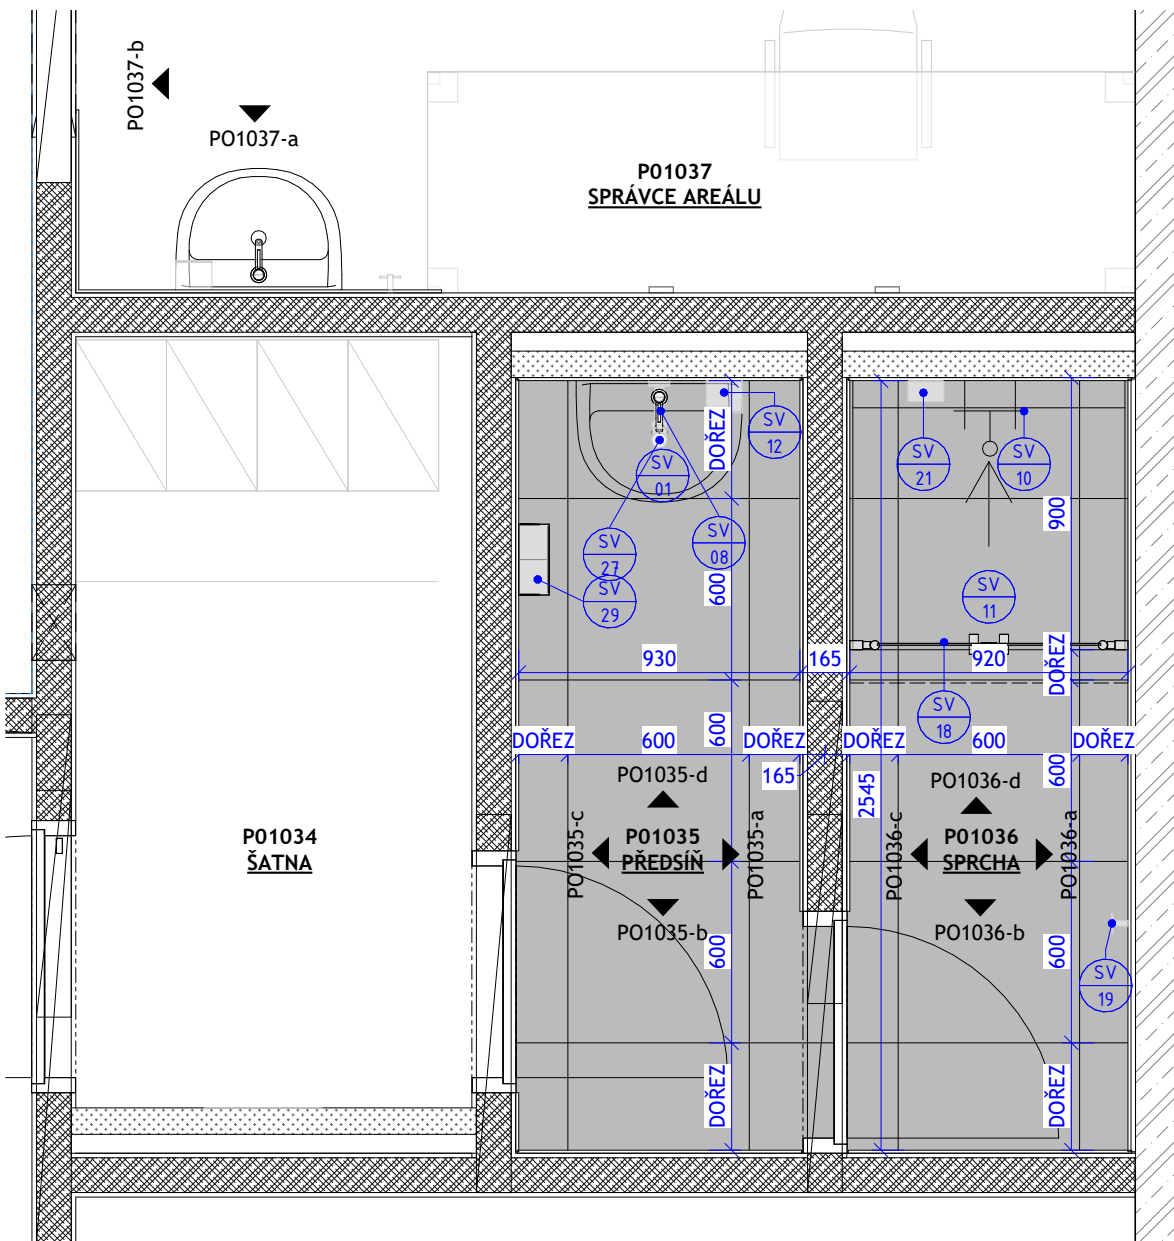 PO1037-b
PO1037-a
P01037
SPRÁVCE AREÁLU
SV
12
SV
01
SV
08
SV
27
SV
29
SV
21
SV
10
SV
11
SV
18
SV
19
DOŘEZ
600
600
600
DOŘEZ
900
DOŘEZ
600
600
DOŘEZ
930
165
920
DOŘEZ
600
DOŘEZ
165
DOŘEZ
600
DOŘEZ
2545
P01034
ŠATNA
PO1035-d
PO1035-c
P01035
PŘEDSÍŇ
PO1035-a
PO1035-b
PO1036-d
PO1036-c
P01036
SPRCHA
PO1036-a
PO1036-b